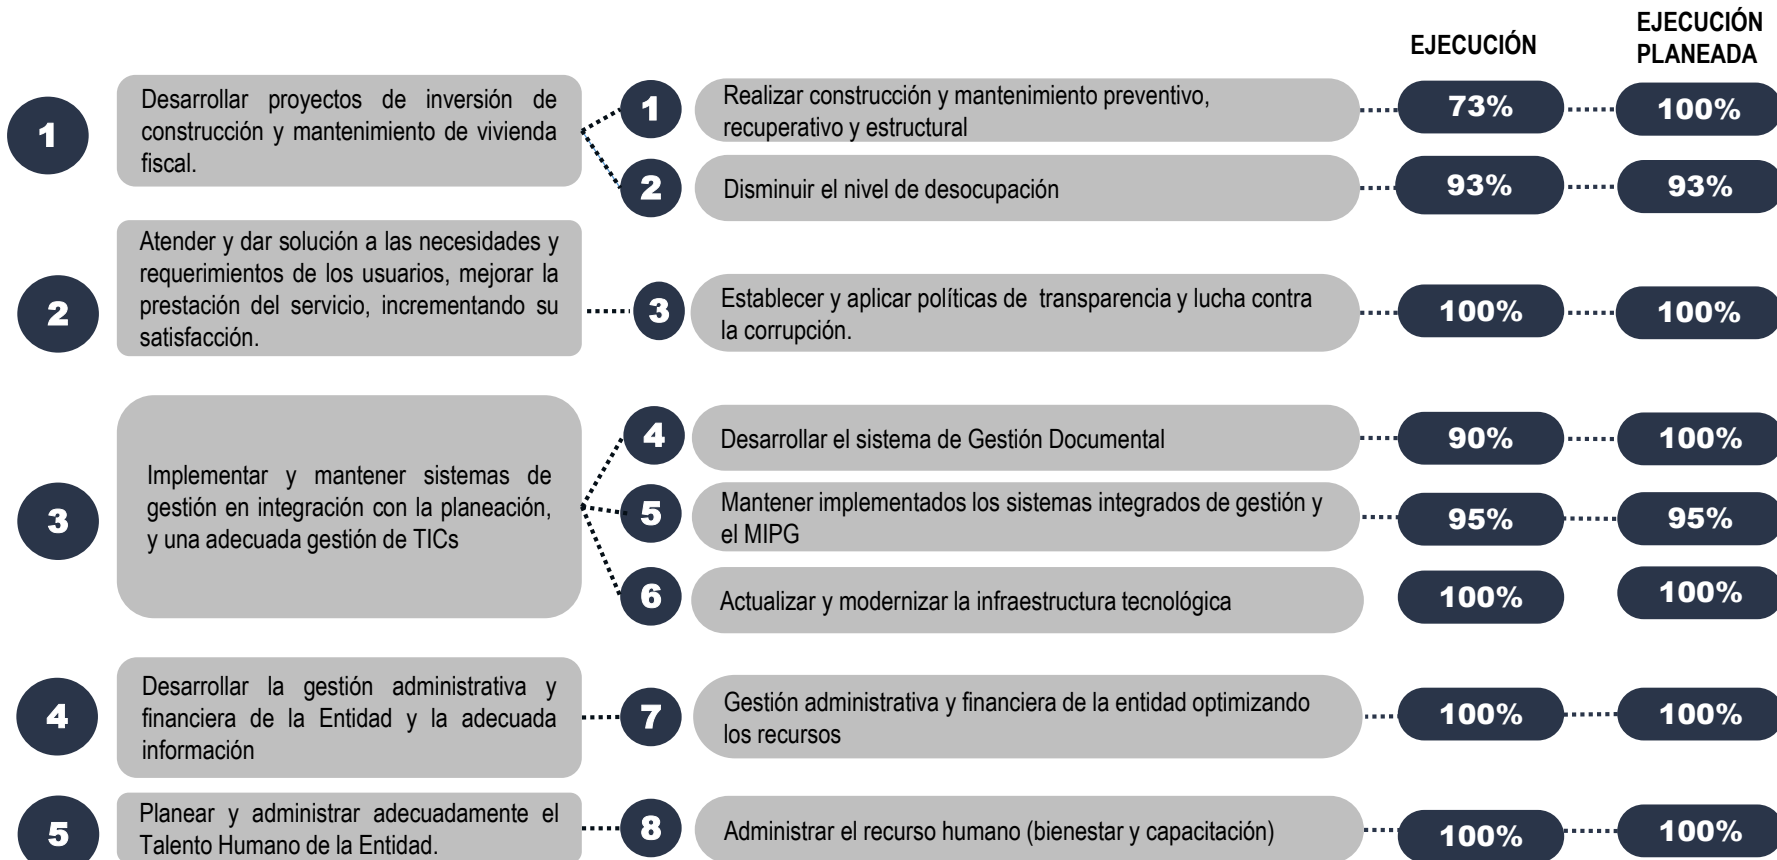 EJECUCIÓN
EJECUCIÓN
PLANEADA
1
Desarrollar proyectos de inversión de
construcción y mantenimiento de vivienda
fiscal.
1
Realizar construcción y mantenimiento preventivo,
recuperativo y estructural
73%
100%
2
Disminuir el nivel de desocupación
93%
93%
2
Atender y dar solución a las necesidades y
requerimientos de los usuarios, mejorar la
prestación del servicio, incrementando su
satisfacción.
3
Establecer y aplicar políticas de transparencia y lucha contra
la corrupción.
100%
100%
3
Implementar y mantener sistemas de
gestión en integración con la planeación,
y una adecuada gestión de TICs
4
Desarrollar el sistema de Gestión Documental
90%
100%
5
Mantener implementados los sistemas integrados de gestión y
el MIPG
95%
95%
6
Actualizar y modernizar la infraestructura tecnológica
100%
100%
4
Desarrollar la gestión administrativa y
financiera de la Entidad y la adecuada
información
7
Gestión administrativa y financiera de la entidad optimizando
los recursos
100%
100%
5
Planear y administrar adecuadamente el
Talento Humano de la Entidad.
8
Administrar el recurso humano (bienestar y capacitación)
100%
100%